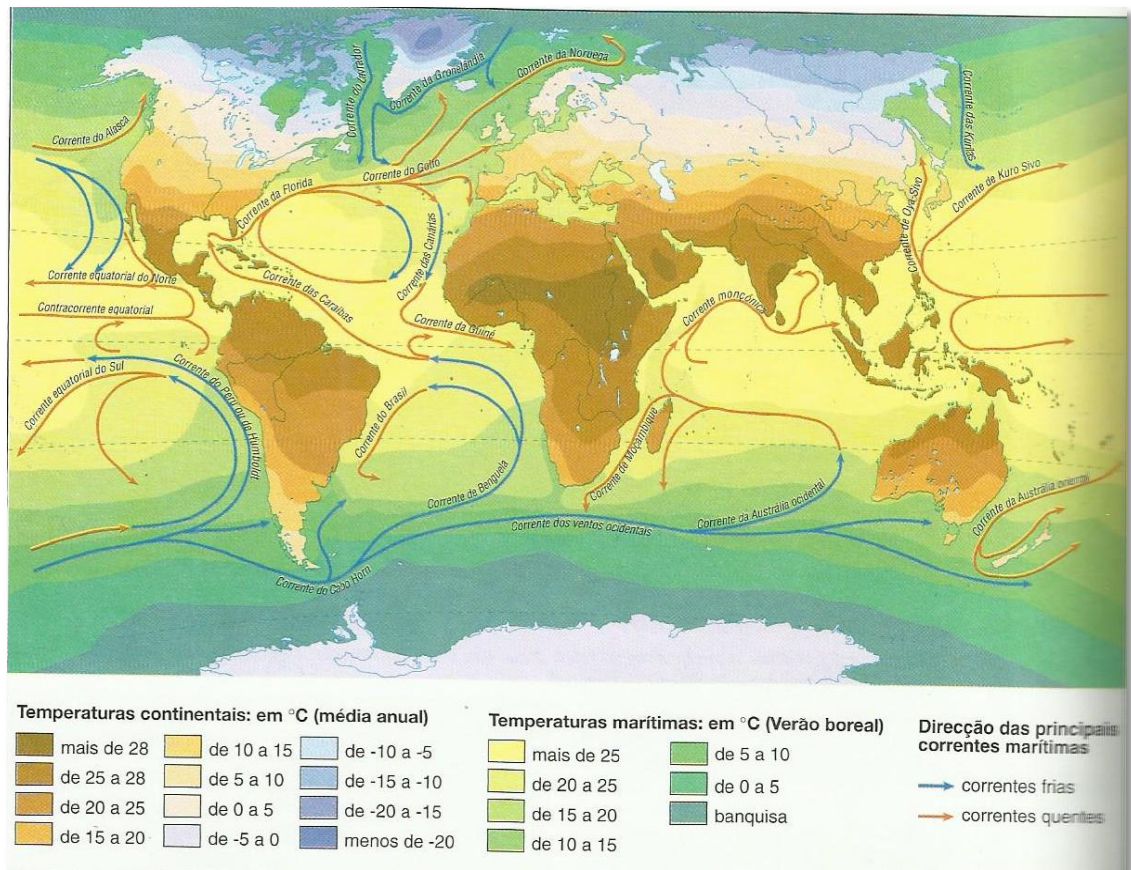 Corrente do Labrador
Corrente da Gronelândia
Corrente da Noruega
Corrente do Alasca
Corrente das Kurilas
Corrente do Golfo
Corrente da Florida
Corrente de Oya-Sivo
Corrente de Kuro Sivo
Corrente das Canárias
Corrente equatorial do Norte
Corrente das Caraíbas
Contracorrente equatorial
Corrente da Guiné
Corrente monçónica
Corrente equatorial do Sul
Corrente do Peru ou de Humboldt
Corrente do Brasil
Corrente de Moçambique
Corrente de Benguela
Corrente dos ventos ocidentais
Corrente da Austrália ocidental
Corrente da Austrália oriental
Corrente do Cabo Horn
Temperaturas continentais: em °C (média anual)
mais de 28
de 25 a 28
de 20 a 25
de 15 a 20
de 10 a 15
de 5 a 10
de 0 a 5
de -5 a 0
de -10 a -5
de -15 a -10
de -20 a -15
menos de -20
Temperaturas marítimas: em °C (Verão boreal)
mais de 25
de 20 a 25
de 15 a 20
de 10 a 15
de 5 a 10
de 0 a 5
banquisa
Direcção das principais
correntes marítimas
correntes frias
correntes quentes